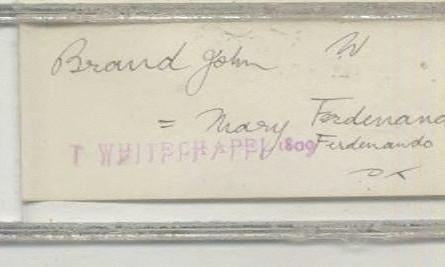 Brand John W
= Mary Ferdenand
T WHITECHAPEL 1809 Ferdenando